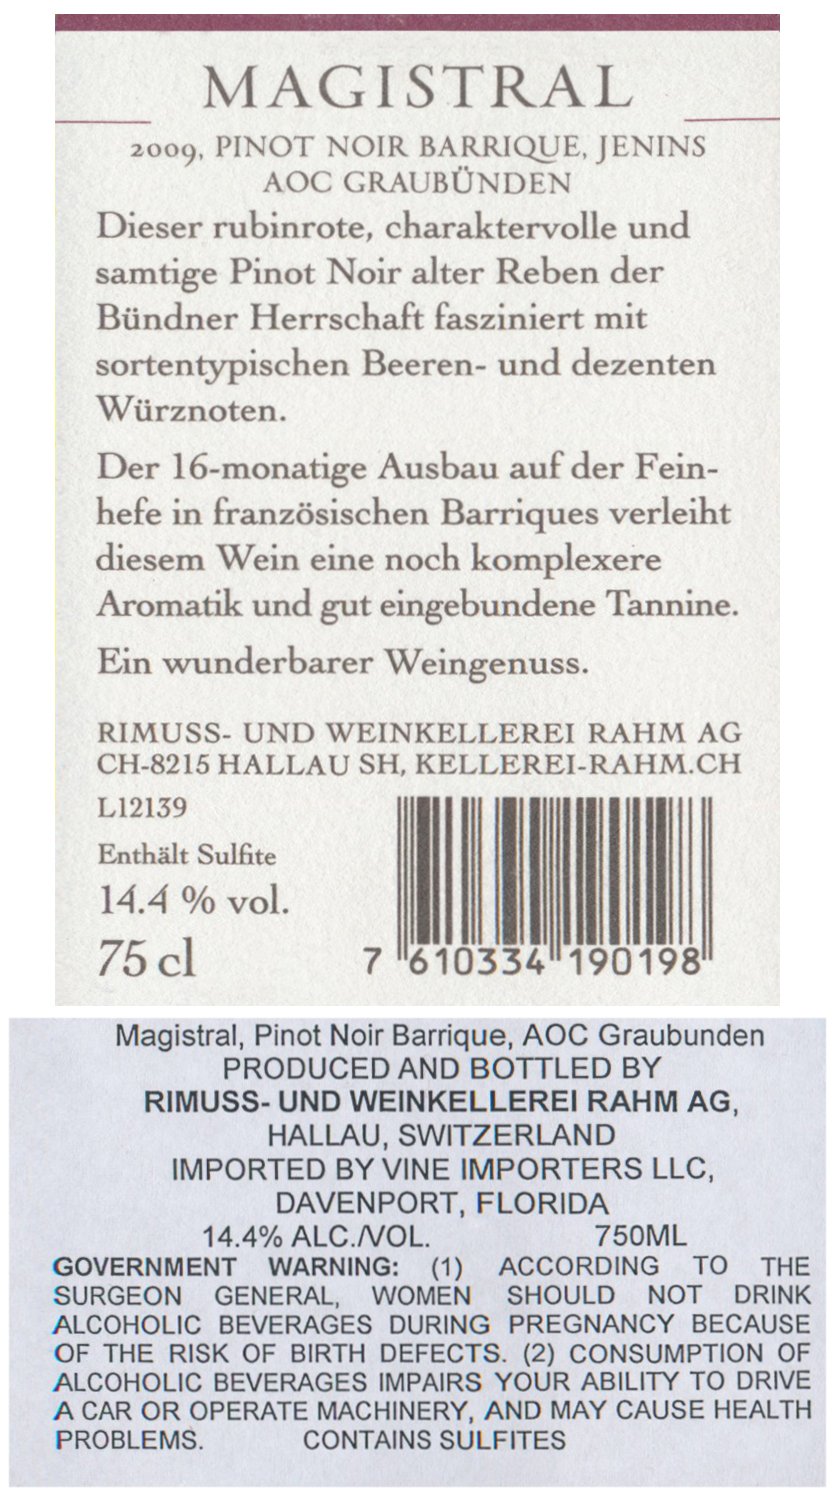 MAGISTRAL
2009, PINOT NOIR BARRIQUE, JENINS
AOC GRAUBÜNDEN
Dieser rubinrote, charaktervolle und
samtige Pinot Noir alter Reben der
Bündner Herrschaft fasziniert mit
sortentypischen Beeren- und dezenten
Würznoten.
Der 16-monatige Ausbau auf der Fein-
hefe in französischen Barriques verleiht
diesem Wein eine noch komplexere
Aromatik und gut eingebundene Tannine.
Ein wunderbarer Weingenuss.
RIMUSS- UND WEINKELLEREI RAHM AG
CH-8215 HALLAU SH, KELLEREI-RAHM.CH
L12139
Enthält Sulfite
14.4 % vol.
75 cl
7 610334 190198
Magistral, Pinot Noir Barrique, AOC Graubunden
PRODUCED AND BOTTLED BY
RIMUSS- UND WEINKELLEREI RAHM AG,
HALLAU, SWITZERLAND
IMPORTED BY VINE IMPORTERS LLC,
DAVENPORT, FLORIDA
14.4% ALC./VOL. 750ML
GOVERNMENT WARNING: (1) ACCORDING TO THE
SURGEON GENERAL, WOMEN SHOULD NOT DRINK
ALCOHOLIC BEVERAGES DURING PREGNANCY BECAUSE
OF THE RISK OF BIRTH DEFECTS. (2) CONSUMPTION OF
ALCOHOLIC BEVERAGES IMPAIRS YOUR ABILITY TO DRIVE
A CAR OR OPERATE MACHINERY, AND MAY CAUSE HEALTH
PROBLEMS. CONTAINS SULFITES